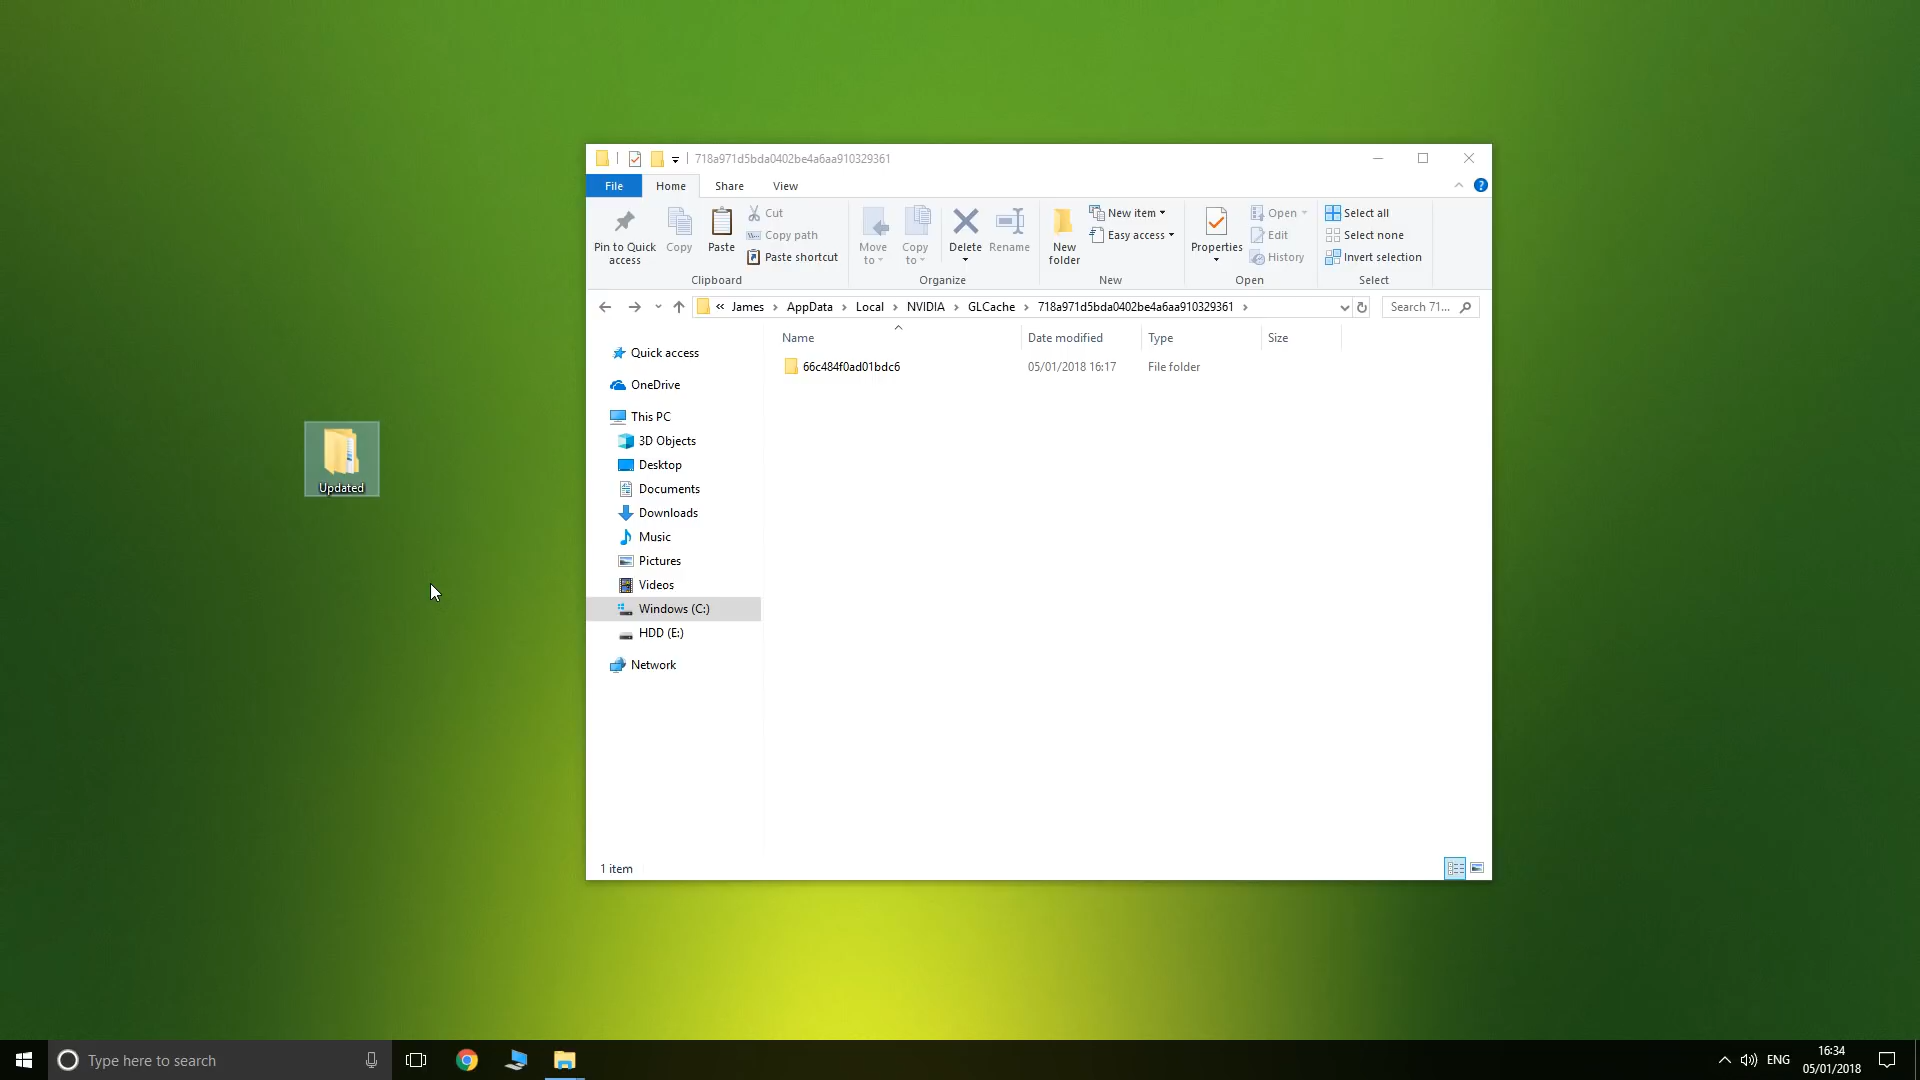 718a971d5bda0402be4a6aa910329361
File Home Share View
Pin to Quick access
Copy
Paste
Cut
Copy path
Paste shortcut
Clipboard
Move to
Copy to
Delete
Rename
Organize
New folder
New item
Easy access
New
Properties
Open
Edit
History
Open
Select all
Select none
Invert selection
Select
« James > AppData > Local > NVIDIA > GLCache > 718a971d5bda0402be4a6aa910329361 >
Search 71...
Name Date modified Type Size
66c484f0ad01bdc6 05/01/2018 16:17 File folder
Quick access
OneDrive
This PC
3D Objects
Desktop
Documents
Downloads
Music
Pictures
Videos
Windows (C:)
HDD (E:)
Network
1 item
Updated
Type here to search
ENG
16:34
05/01/2018